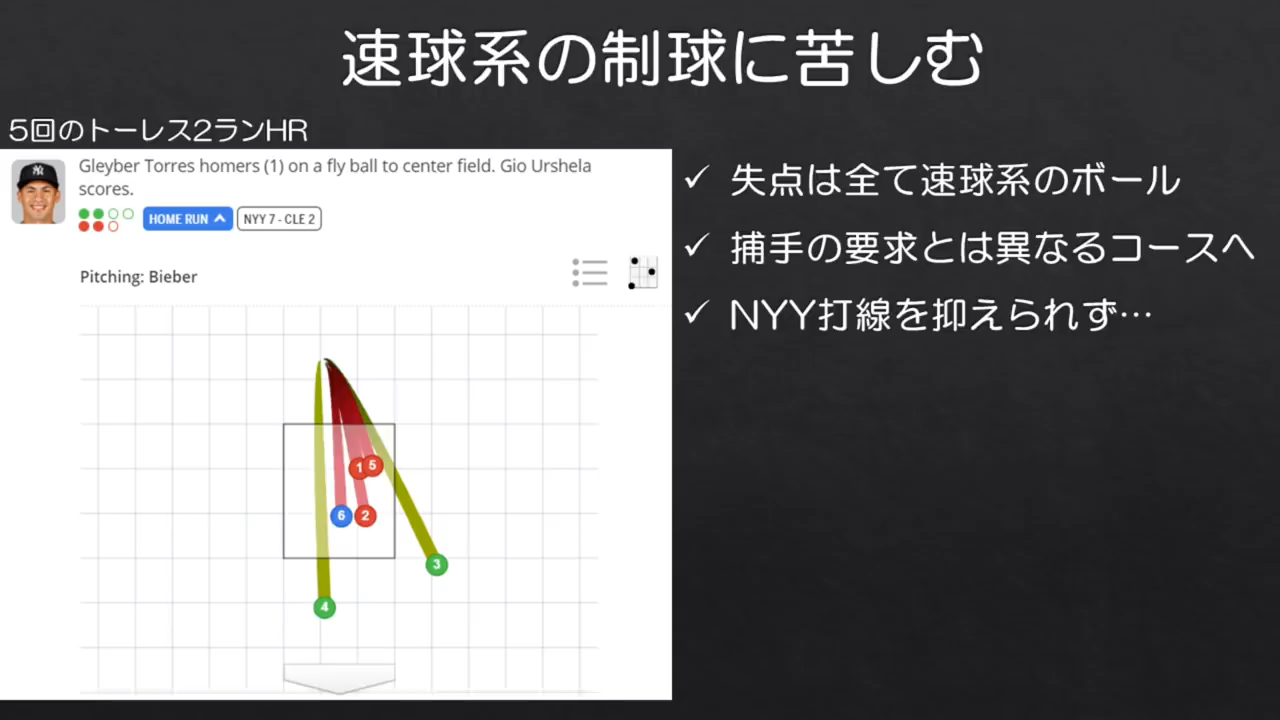 速球系の制球に苦しむ
5回のトーレス2ランHR
Gleyber Torres homers (1) on a fly ball to center field. Gio Urshela
scores.
HOME RUN
NYY 7 - CLE 2
Pitching: Bieber
1
5
6
2
3
4
✓ 失点は全て速球系のボール
✓ 捕手の要求とは異なるコースへ
✓ NYY打線を抑えられず…